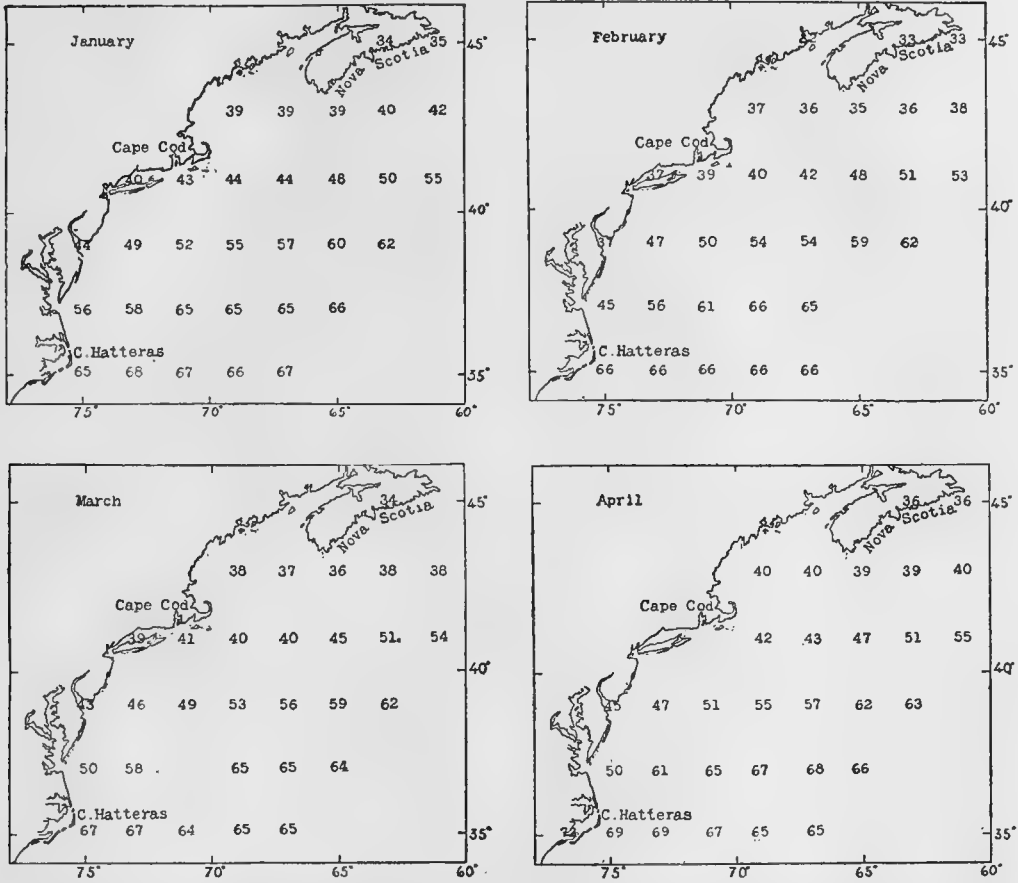 January
34 35
45°
Nova Scotia
39 39 39 40 42
Cape Cod
43 44 44 48 50 55
40°
44 49 52 55 57 60 62
56 58 65 65 65 66
C.Hatteras
65 68 67 66 67
35°
75° 70° 65° 60°
February
33 33
45°
Nova Scotia
37 36 35 36 38
Cape Cod
37 39 40 42 48 51 53
40°
47 50 54 54 59 62
45 56 61 66 65
C.Hatteras
66 66 66 66 66
35°
75° 70° 65° 60°
March
34
45°
Nova Scotia
38 37 36 38 38
Cape Cod
39 41 40 40 45 51. 54
40°
46 49 53 56 59 62
50 58 65 65 64
C.Hatteras
67 67 64 65 65
35°
75° 70° 65° 60°
April
36 36
45°
Nova Scotia
40 40 39 39 40
Cape Cod
42 43 47 51 55
40°
47 51 55 57 62 63
50 61 65 67 68 66
C.Hatteras
69 69 67 65 65
35°
75° 70° 65° 60°